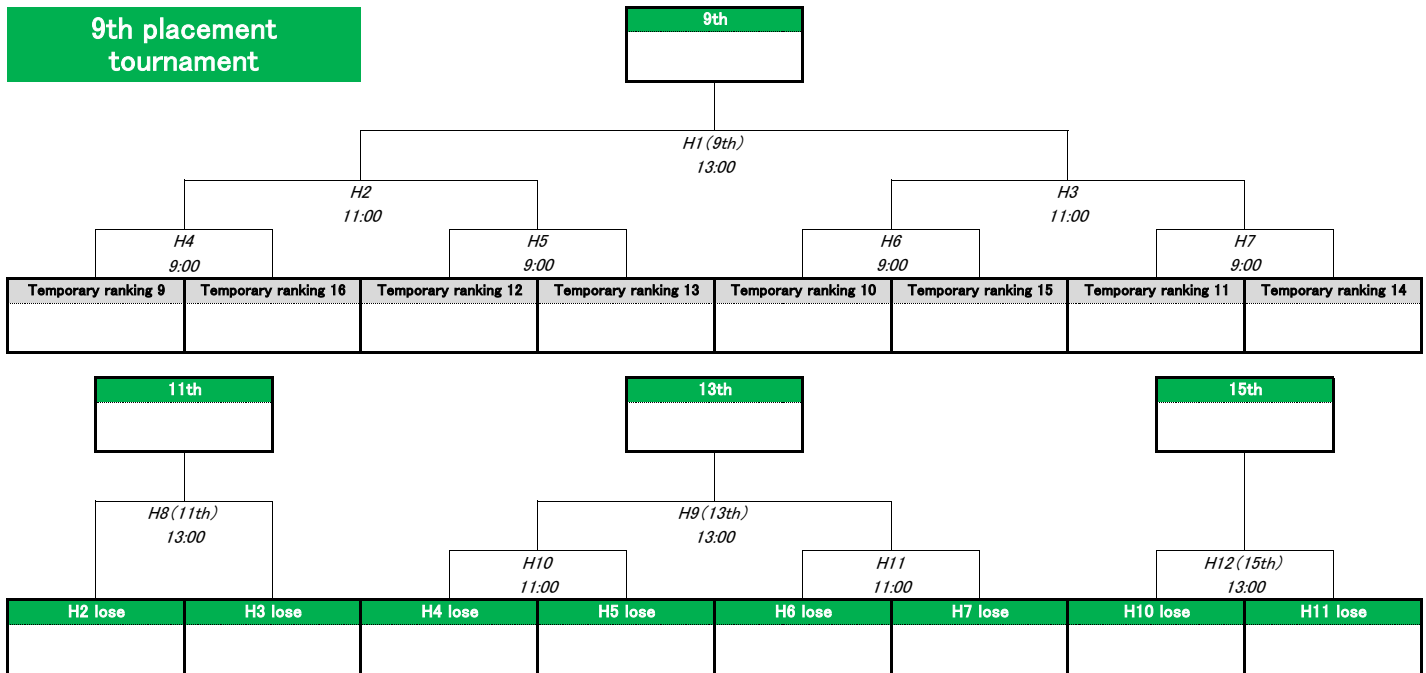 9th placement
tournament
9th
H1(9th)
13:00
H2
11:00
H3
11:00
H4
9:00
H5
9:00
H6
9:00
H7
9:00
Temporary ranking 9
Temporary ranking 16
Temporary ranking 12
Temporary ranking 13
Temporary ranking 10
Temporary ranking 15
Temporary ranking 11
Temporary ranking 14
11th
13th
15th
H8(11th)
13:00
H9(13th)
13:00
H10
11:00
H11
11:00
H12(15th)
13:00
H2 lose
H3 lose
H4 lose
H5 lose
H6 lose
H7 lose
H10 lose
H11 lose